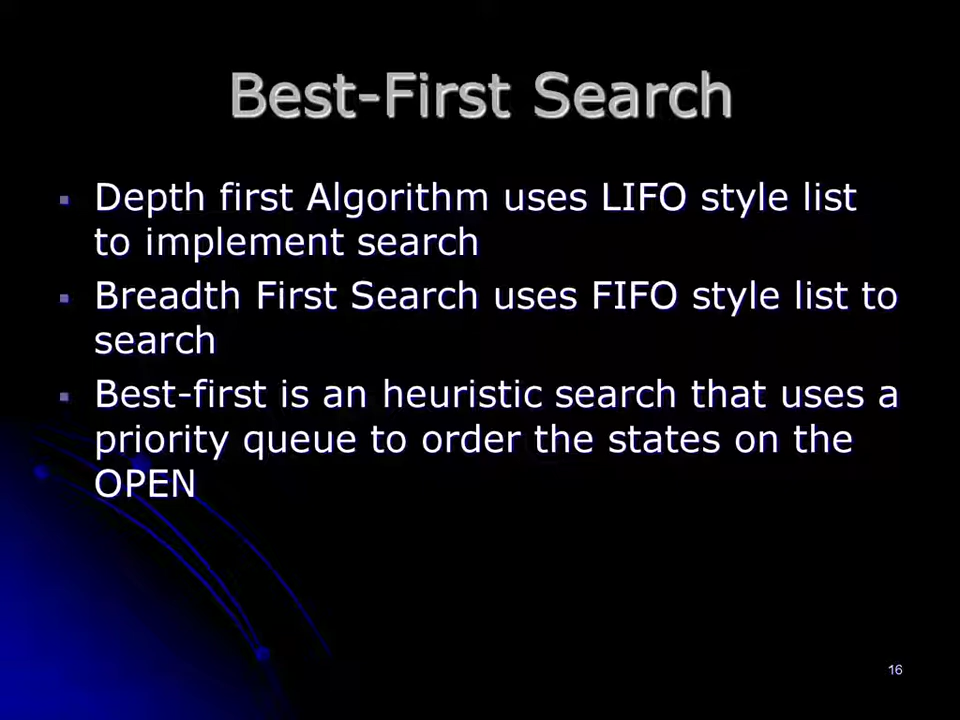 Best-First Search
▪ Depth first Algorithm uses LIFO style list
to implement search
▪ Breadth First Search uses FIFO style list to
search
▪ Best-first is an heuristic search that uses a
priority queue to order the states on the
OPEN
16